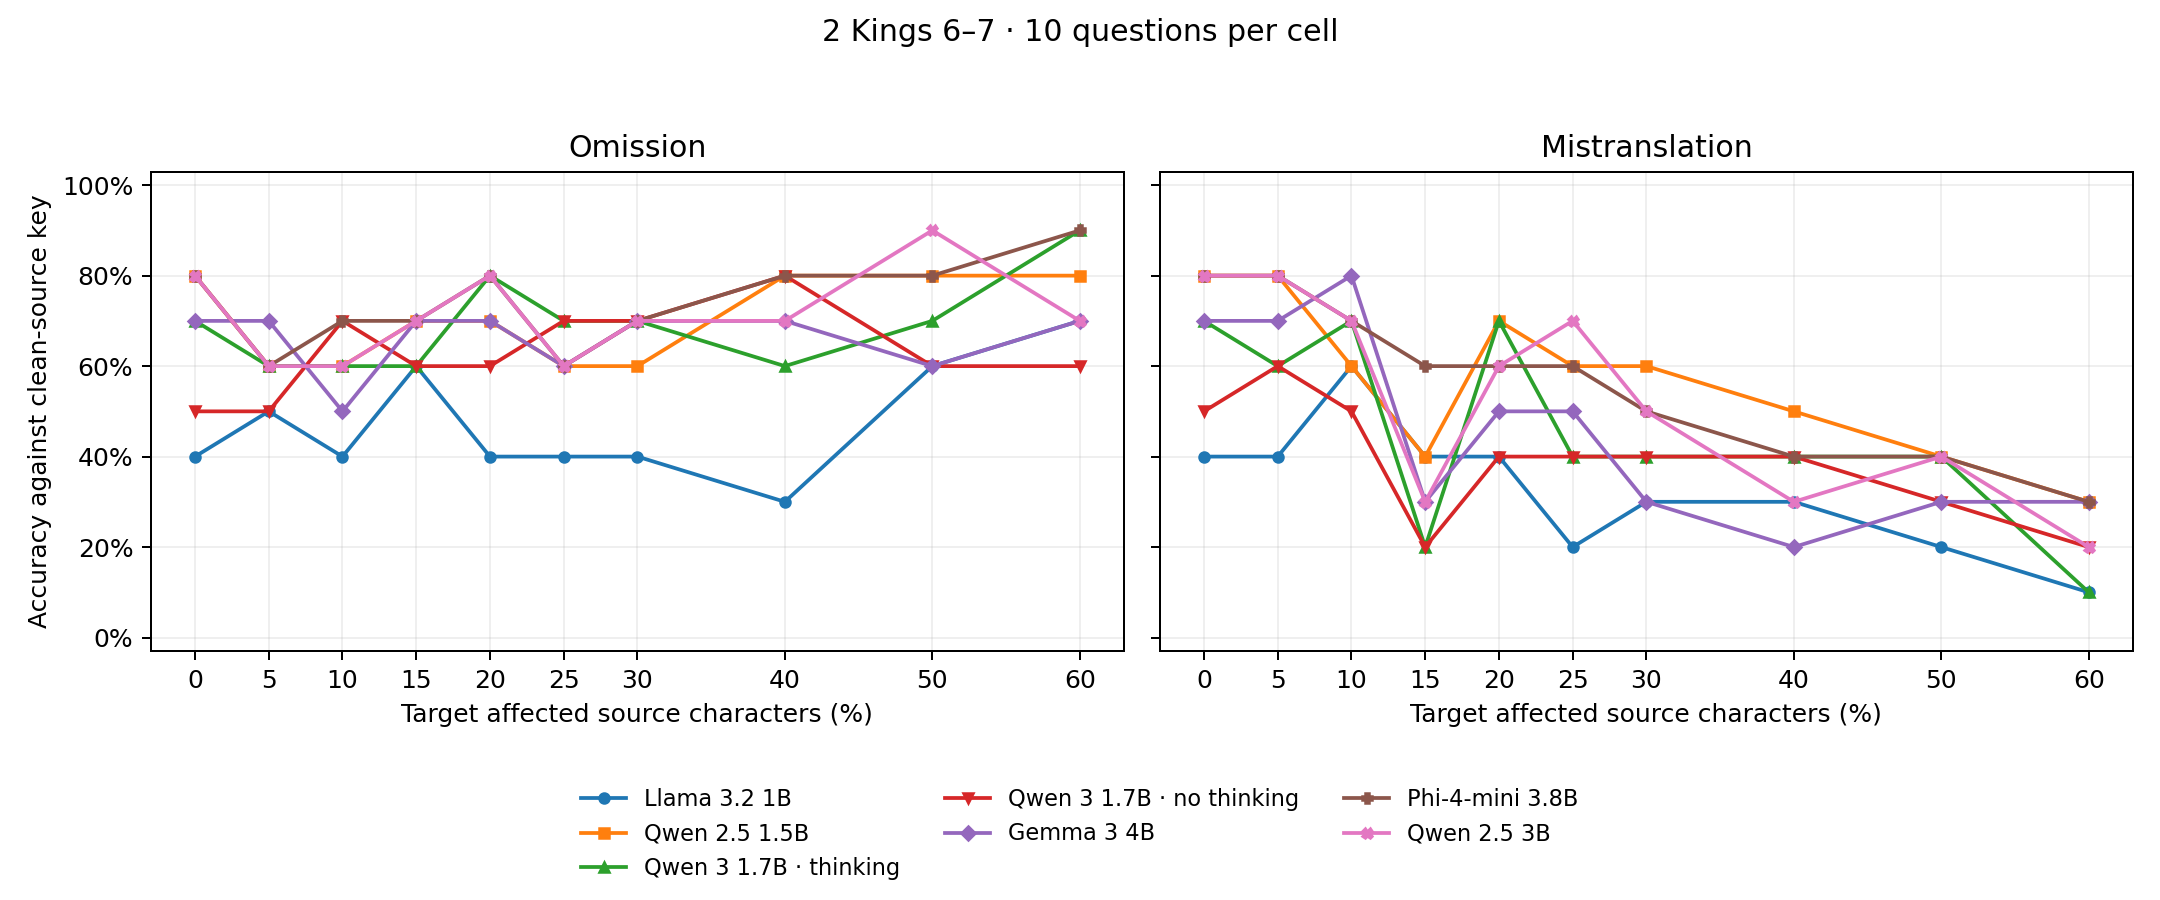 2 Kings 6–7 · 10 questions per cell
Omission
Mistranslation
Accuracy against clean-source key
100%
80%
60%
40%
20%
0%
0 5 10 15 20 25 30 40 50 60
0 5 10 15 20 25 30 40 50 60
Target affected source characters (%)
Target affected source characters (%)
Llama 3.2 1B
Qwen 2.5 1.5B
Qwen 3 1.7B · thinking
Qwen 3 1.7B · no thinking
Gemma 3 4B
Phi-4-mini 3.8B
Qwen 2.5 3B